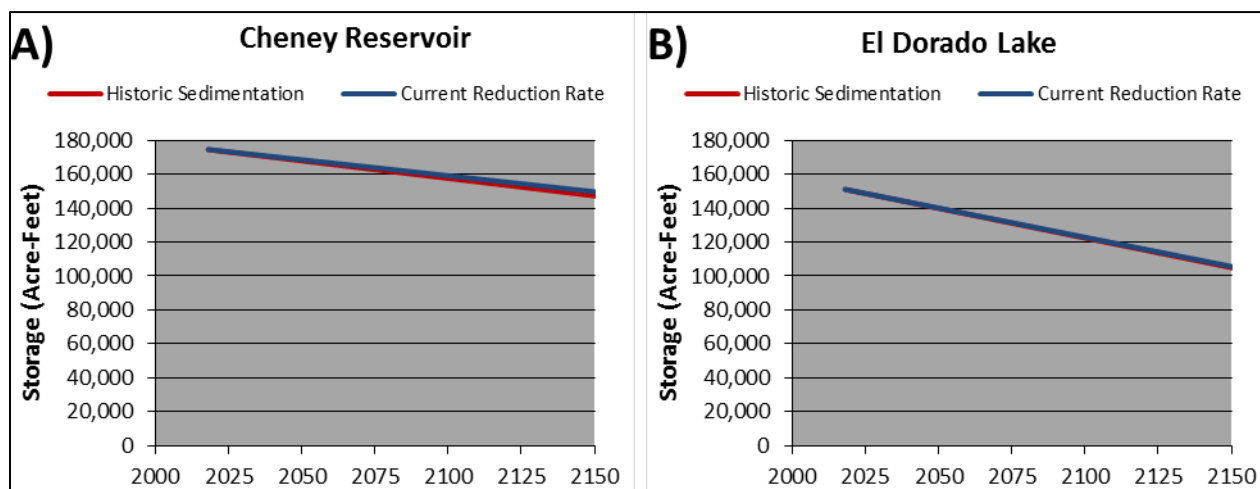 A)
Cheney Reservoir
Historic Sedimentation
Current Reduction Rate
Storage (Acre-Feet)
180,000
160,000
140,000
120,000
100,000
80,000
60,000
40,000
20,000
0
2000 2025 2050 2075 2100 2125 2150
B)
El Dorado Lake
Historic Sedimentation
Current Reduction Rate
Storage (Acre-Feet)
180,000
160,000
140,000
120,000
100,000
80,000
60,000
40,000
20,000
0
2000 2025 2050 2075 2100 2125 2150